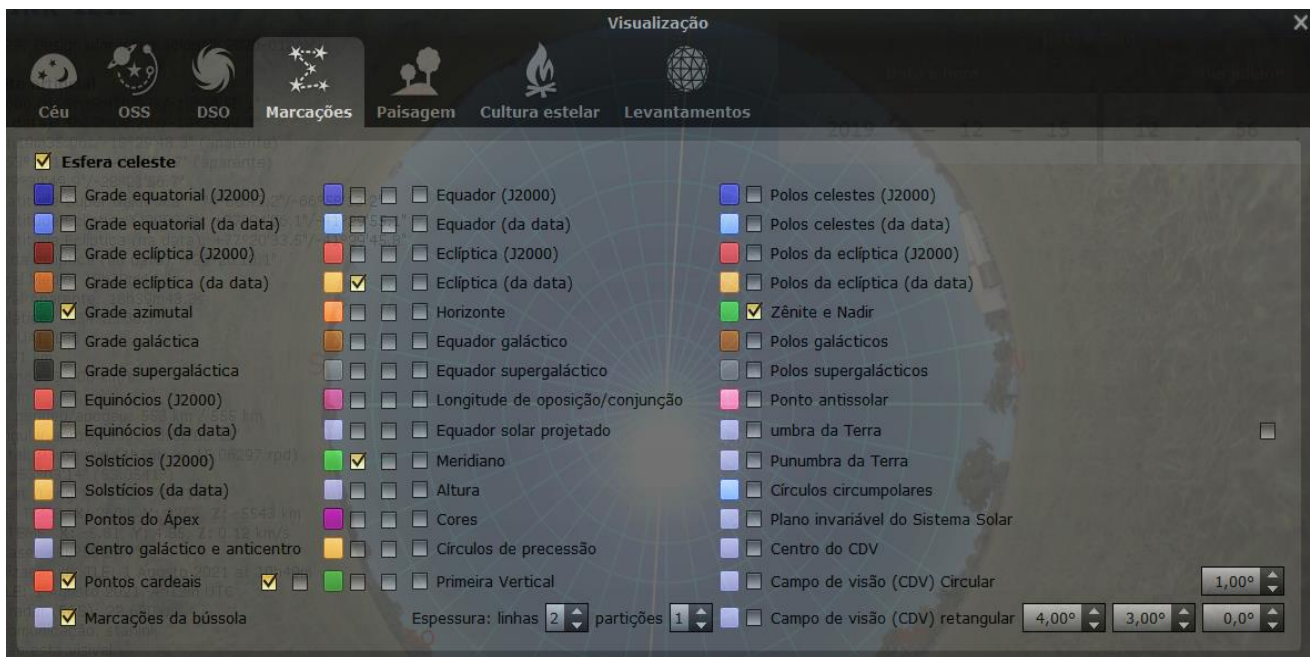 Visualização
Céu OSS DSO Marcações Paisagem Cultura estelar Levantamentos
2019 - 12 - 15 12 - 56
Esfera celeste
Grade equatorial (J2000) Equador (J2000) Polos celestes (J2000)
Grade equatorial (da data) Equador (da data) Polos celestes (da data)
Grade eclíptica (J2000) Eclíptica (J2000) Polos da eclíptica (J2000)
Grade eclíptica (da data) Eclíptica (da data) Polos da eclíptica (da data)
Grade azimutal Horizonte Zênite e Nadir
Grade galáctica Equador galáctico Polos galácticos
Grade supergaláctica Equador supergaláctico Polos supergalácticos
Equinócios (J2000) Longitude de oposição/conjunção Ponto antissolar
Equinócios (da data) Equador solar projetado umbra da Terra
Solstícios (J2000) Meridiano Punumbra da Terra
Solstícios (da data) Altura Círculos circumpolares
Pontos do Ápex Cores Plano invariável do Sistema Solar
Centro galáctico e anticentro Círculos de precessão Centro do CDV
Pontos cardeais Primeira Vertical Campo de visão (CDV) Circular 1,00°
Marcações da bússola Espessura: linhas 2 partições 1 Campo de visão (CDV) retangular 4,00° 3,00° 0,0°